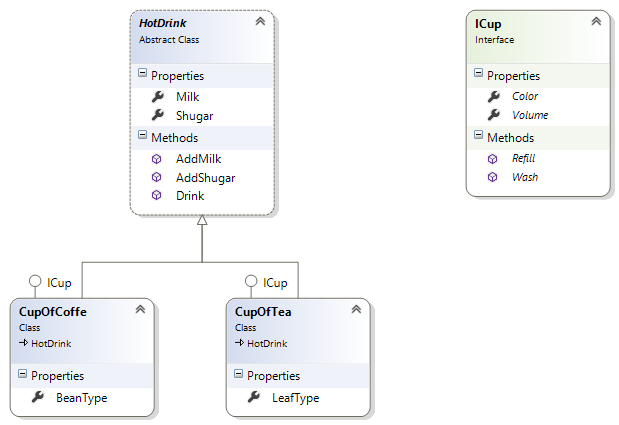 HotDrink
Abstract Class
Properties
Milk
Shugar
Methods
AddMilk
AddShugar
Drink
ICup
Interface
Properties
Color
Volume
Methods
Refill
Wash
ICup
CupOfCoffe
Class
HotDrink
Properties
BeanType
ICup
CupOfTea
Class
HotDrink
Properties
LeafType